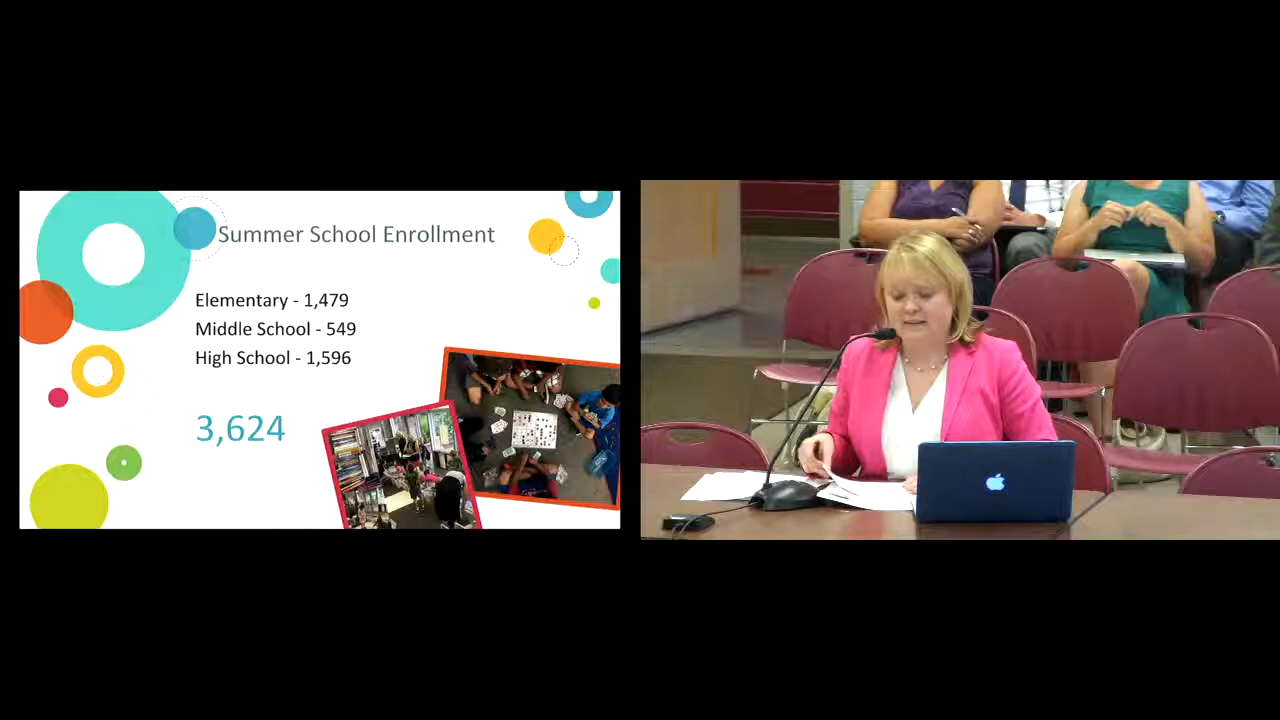 Summer School Enrollment
Elementary - 1,479
Middle School - 549
High School - 1,596
3,624